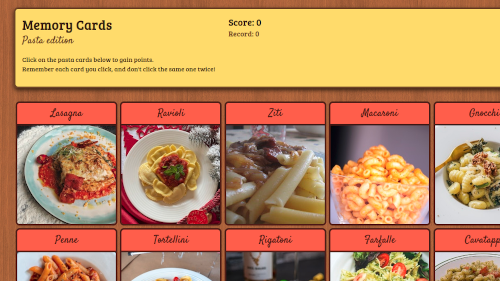 Memory Cards
Pasta edition
Score: 0
Record: 0
Click on the pasta cards below to gain points.
Remember each card you click, and don't click the same one twice!
Lasagna
Ravioli
Ziti
Macaroni
Gnocchi
Penne
Tortellini
Rigatoni
Farfalle
Cavatapp